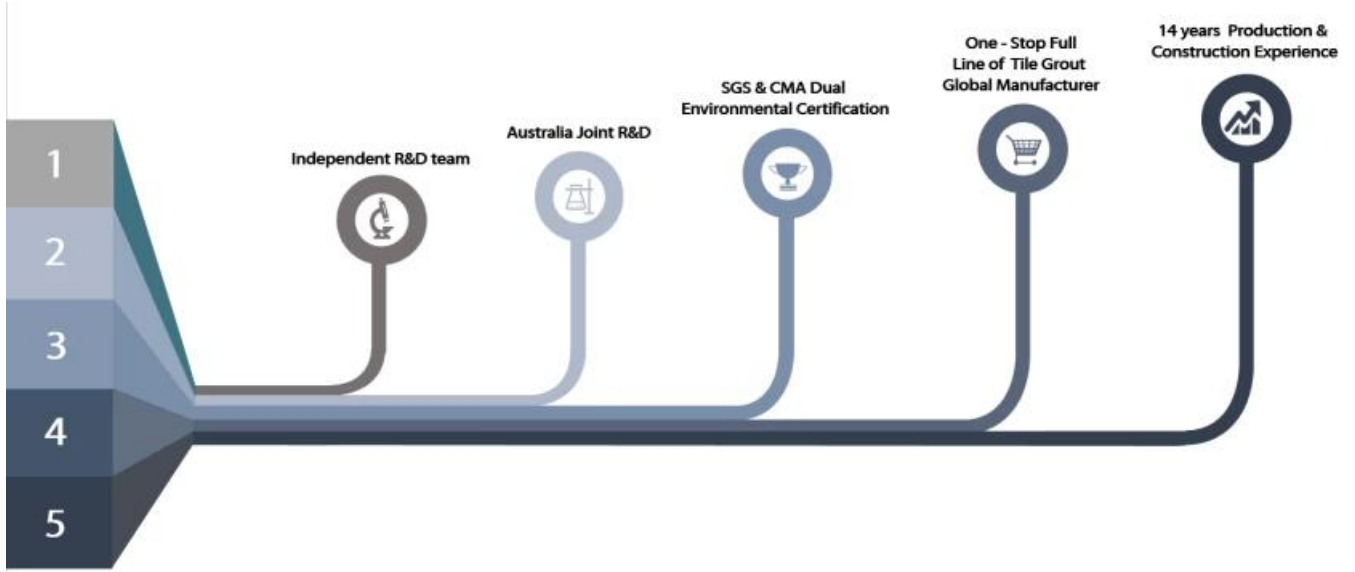 1
2
3
4
5
Independent R&D team
Australia Joint R&D
SGS & CMA Dual
Environmental Certification
One - Stop Full
Line of Tile Grout
Global Manufacturer
14 years Production &
Construction Experience